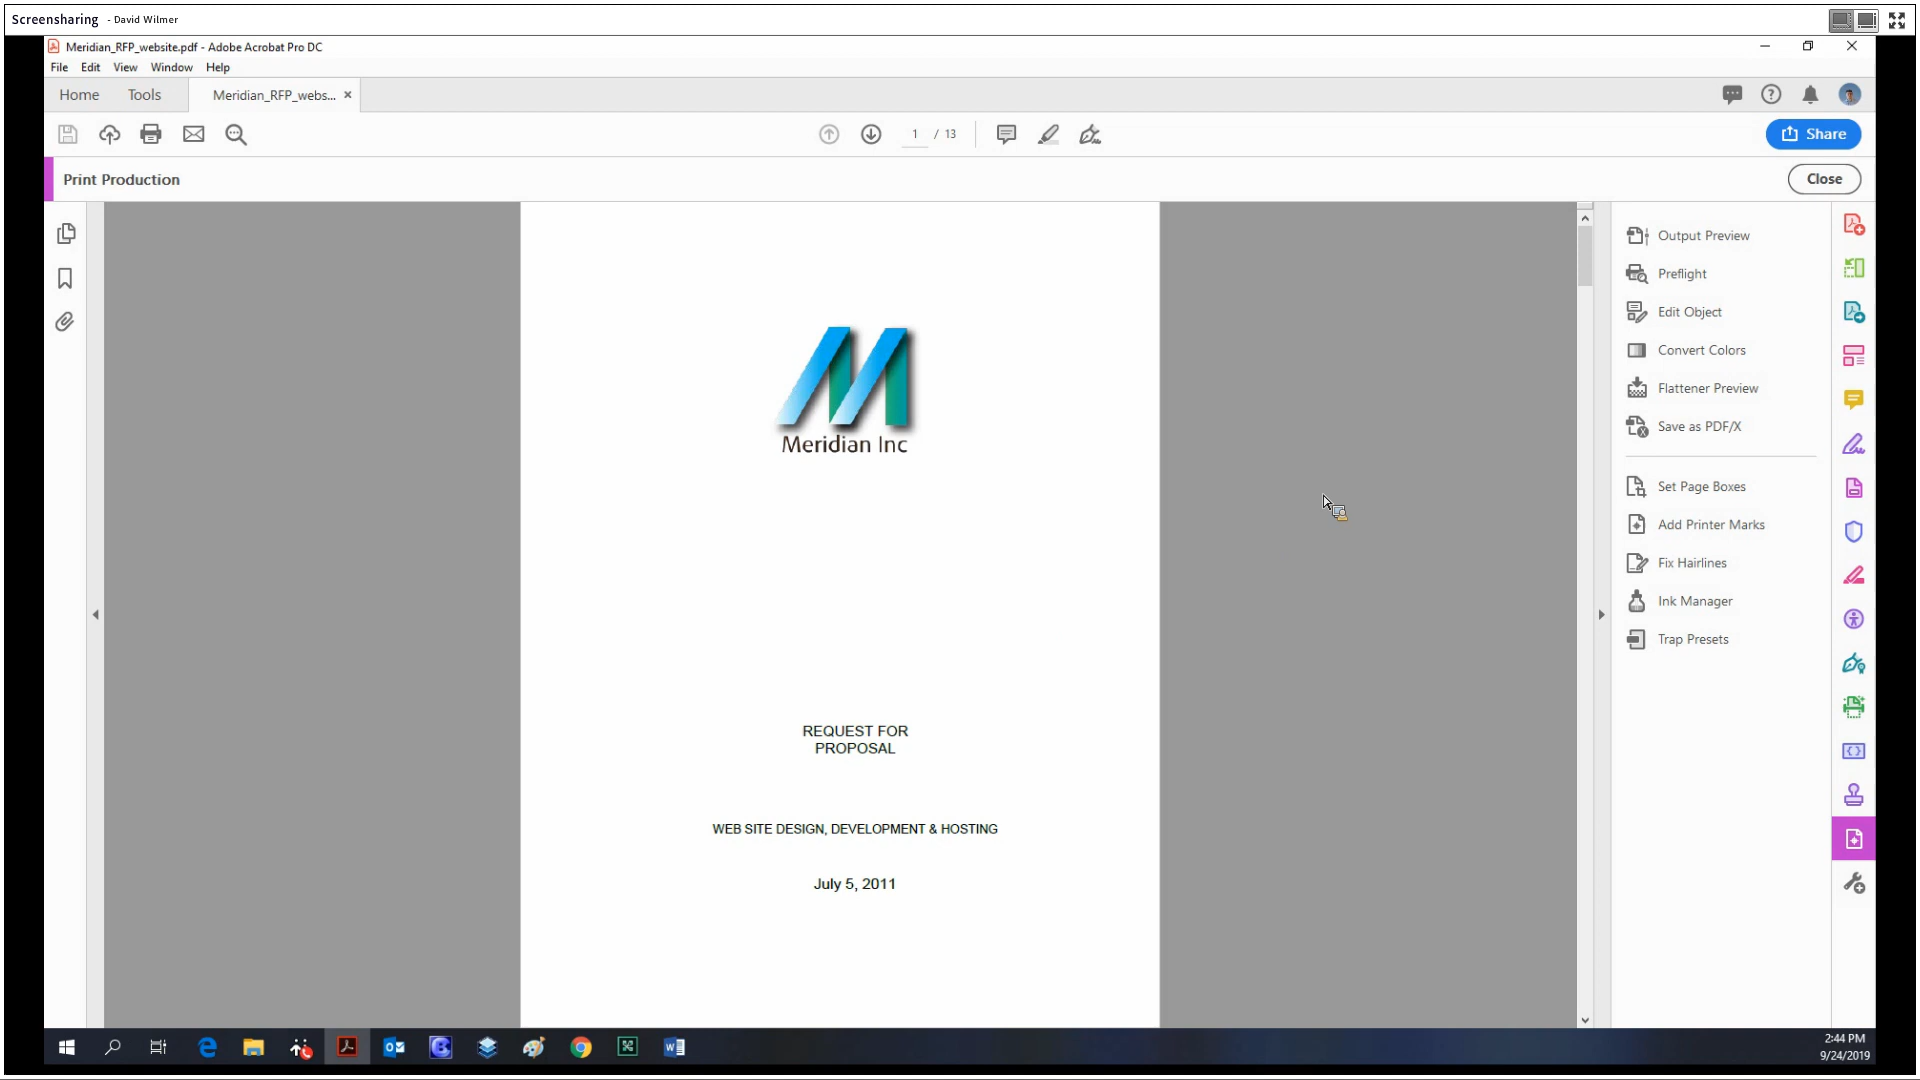 Screensharing - David Wilmer
Meridian_RFP_website.pdf - Adobe Acrobat Pro DC
File Edit View Window Help
Home Tools Meridian_RFP_webs... ×
1 / 13
Share
Print Production
Close
Output Preview
Preflight
Edit Object
Convert Colors
Flattener Preview
Save as PDF/X
Set Page Boxes
Add Printer Marks
Fix Hairlines
Ink Manager
Trap Presets
Meridian Inc
REQUEST FOR
PROPOSAL
WEB SITE DESIGN, DEVELOPMENT & HOSTING
July 5, 2011
2:44 PM
9/24/2019